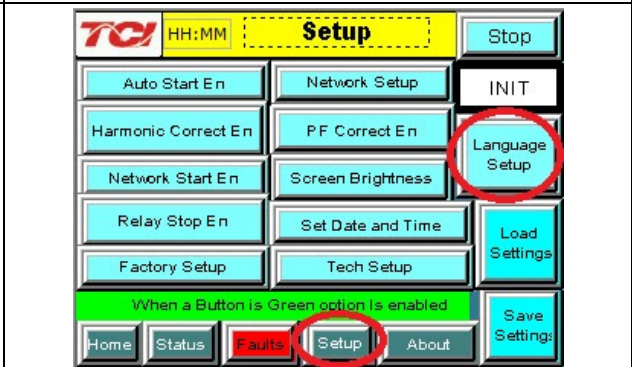 TCI HH:MM Setup Stop
Auto Start En Network Setup INIT
Harmonic Correct En PF Correct En
Language
Setup
Network Start En Screen Brightness
Relay Stop En Set Date and Time
Load
Settings
Factory Setup Tech Setup
When a Button is Green option Is enabled
Save
Settings
Home Status Faults Setup About